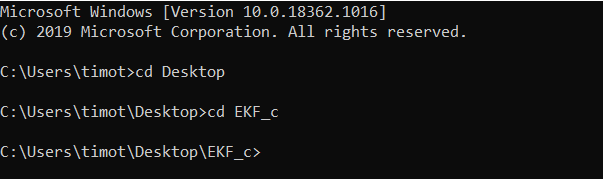 Microsoft Windows [Version 10.0.18362.1016]
(c) 2019 Microsoft Corporation. All rights reserved.
C:\Users\timot>cd Desktop
C:\Users\timot\Desktop>cd EKF_c
C:\Users\timot\Desktop\EKF_c>